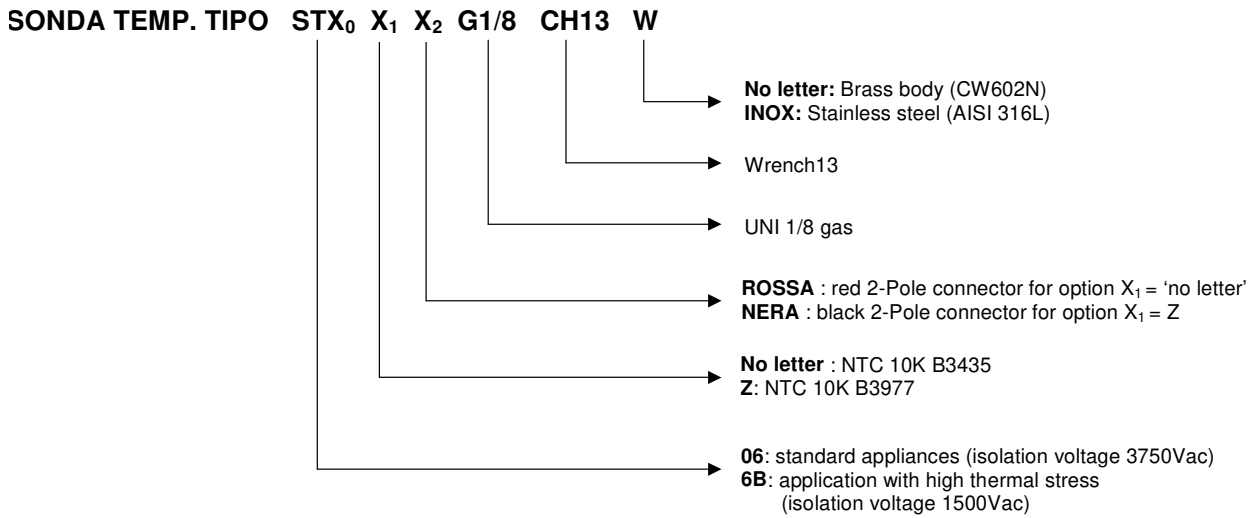 SONDA TEMP. TIPO STX₀ X₁ X₂ G1/8 CH13 W
No letter: Brass body (CW602N)
INOX: Stainless steel (AISI 316L)
Wrench13
UNI 1/8 gas
ROSSA : red 2-Pole connector for option X₁ = ‘no letter’
NERA : black 2-Pole connector for option X₁ = Z
No letter : NTC 10K B3435
Z: NTC 10K B3977
06: standard appliances (isolation voltage 3750Vac)
6B: application with high thermal stress
(isolation voltage 1500Vac)